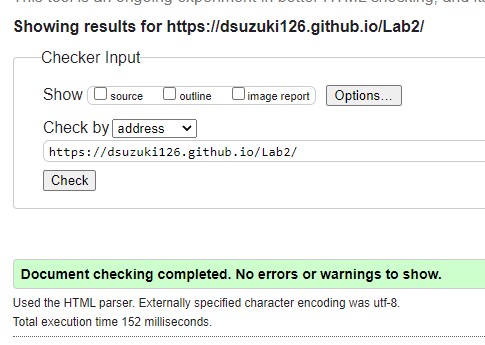 This tool is an ongoing experiment in better HTML checking, and
Showing results for https://dsuzuki126.github.io/Lab2/
Checker Input
Show source outline image report Options...
Check by address
https://dsuzuki126.github.io/Lab2/
Check
Document checking completed. No errors or warnings to show.
Used the HTML parser. Externally specified character encoding was utf-8.
Total execution time 152 milliseconds.